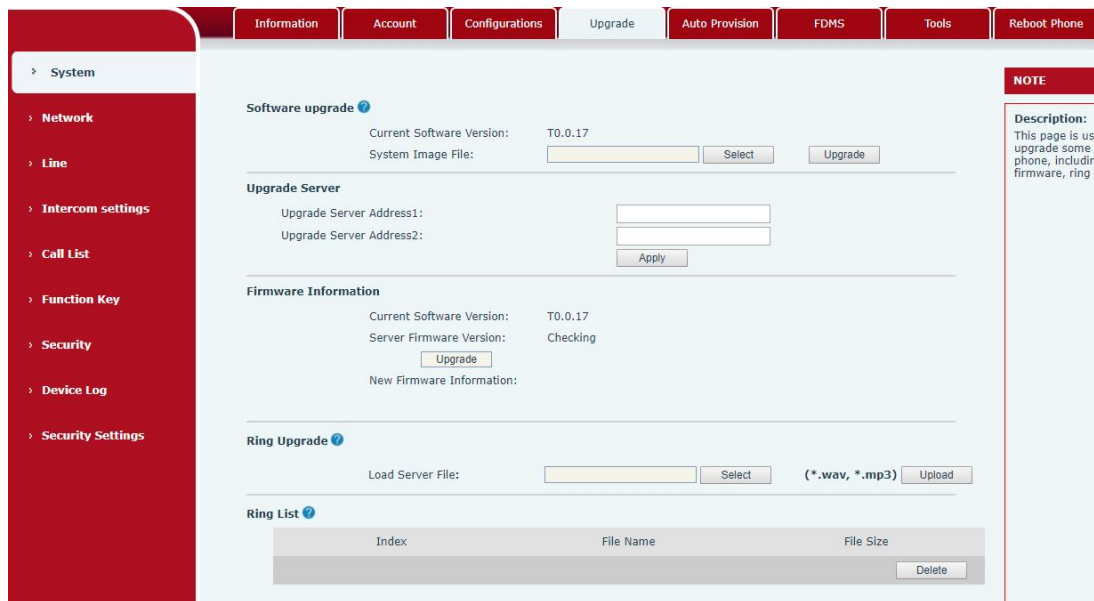 Information Account Configurations Upgrade Auto Provision FDMS Tools Reboot Phone
System
Network
Line
Intercom settings
Call List
Function Key
Security
Device Log
Security Settings
Software upgrade
Current Software Version: T0.0.17
System Image File: Select Upgrade
Upgrade Server
Upgrade Server Address1:
Upgrade Server Address2:
Apply
Firmware Information
Current Software Version: T0.0.17
Server Firmware Version: Checking
Upgrade
New Firmware Information:
Ring Upgrade
Load Server File: Select (*.wav, *.mp3) Upload
Ring List
Index File Name File Size
Delete
NOTE
Description:
This page is
upgrade some
phone,
firmware, ring